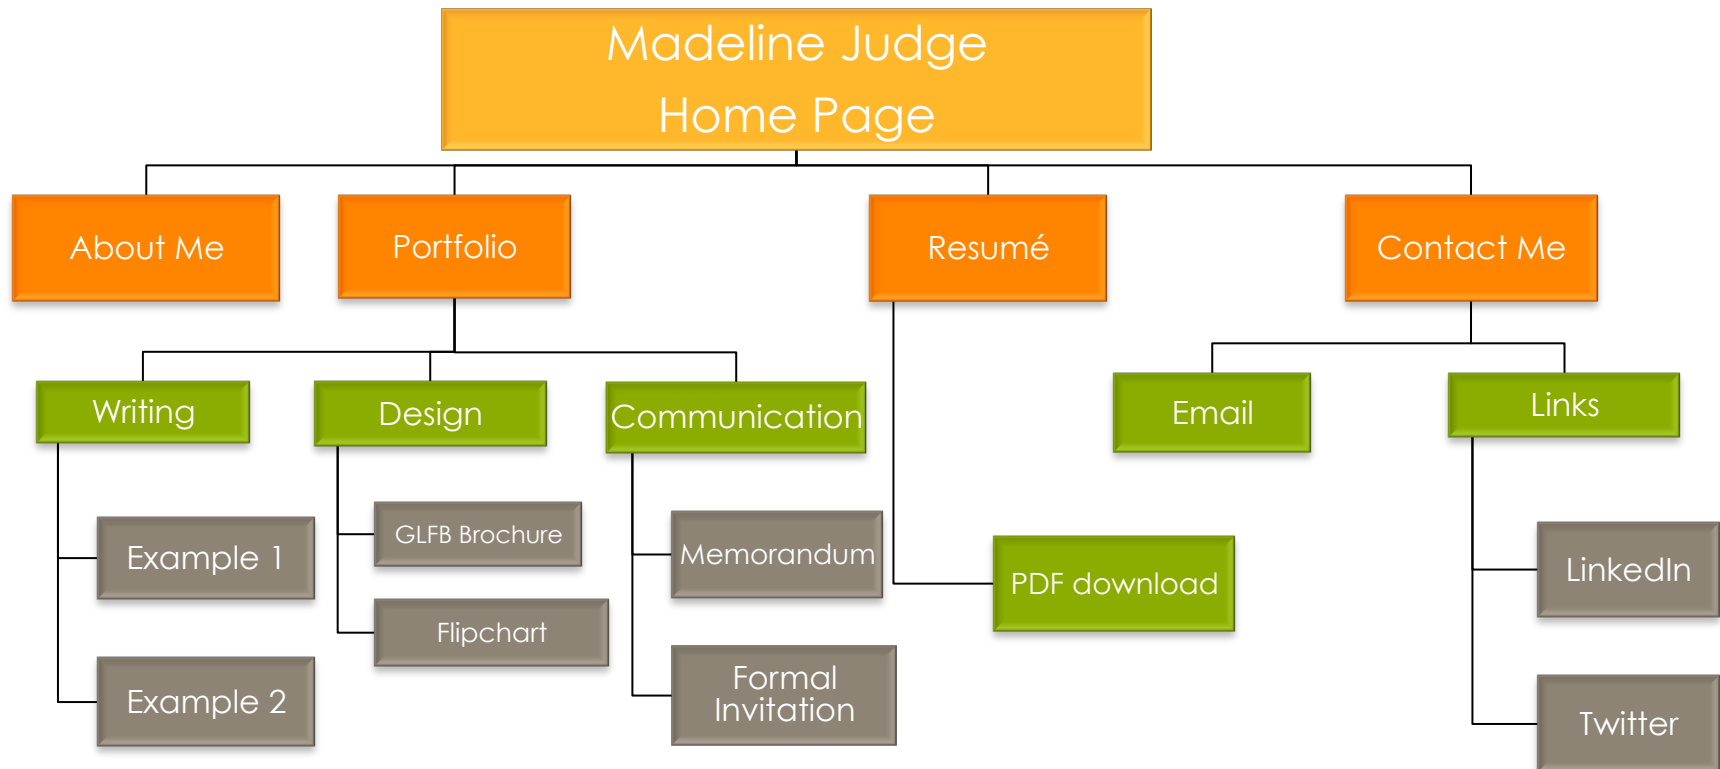 Madeline Judge
Home Page
About Me
Portfolio
Resumé
Contact Me
Writing
Design
Communication
Email
Links
Example 1
GLFB Brochure
Memorandum
PDF download
LinkedIn
Example 2
Flipchart
Formal
Invitation
Twitter